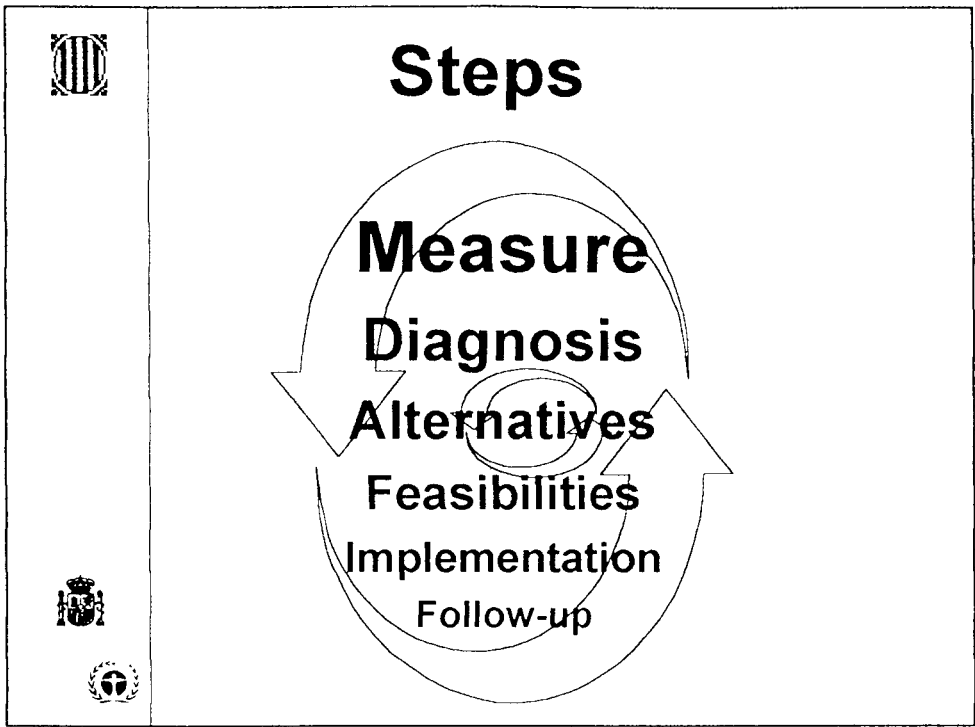 Steps
Measure
Diagnosis
Alternatives
Feasibilities
Implementation
Follow-up